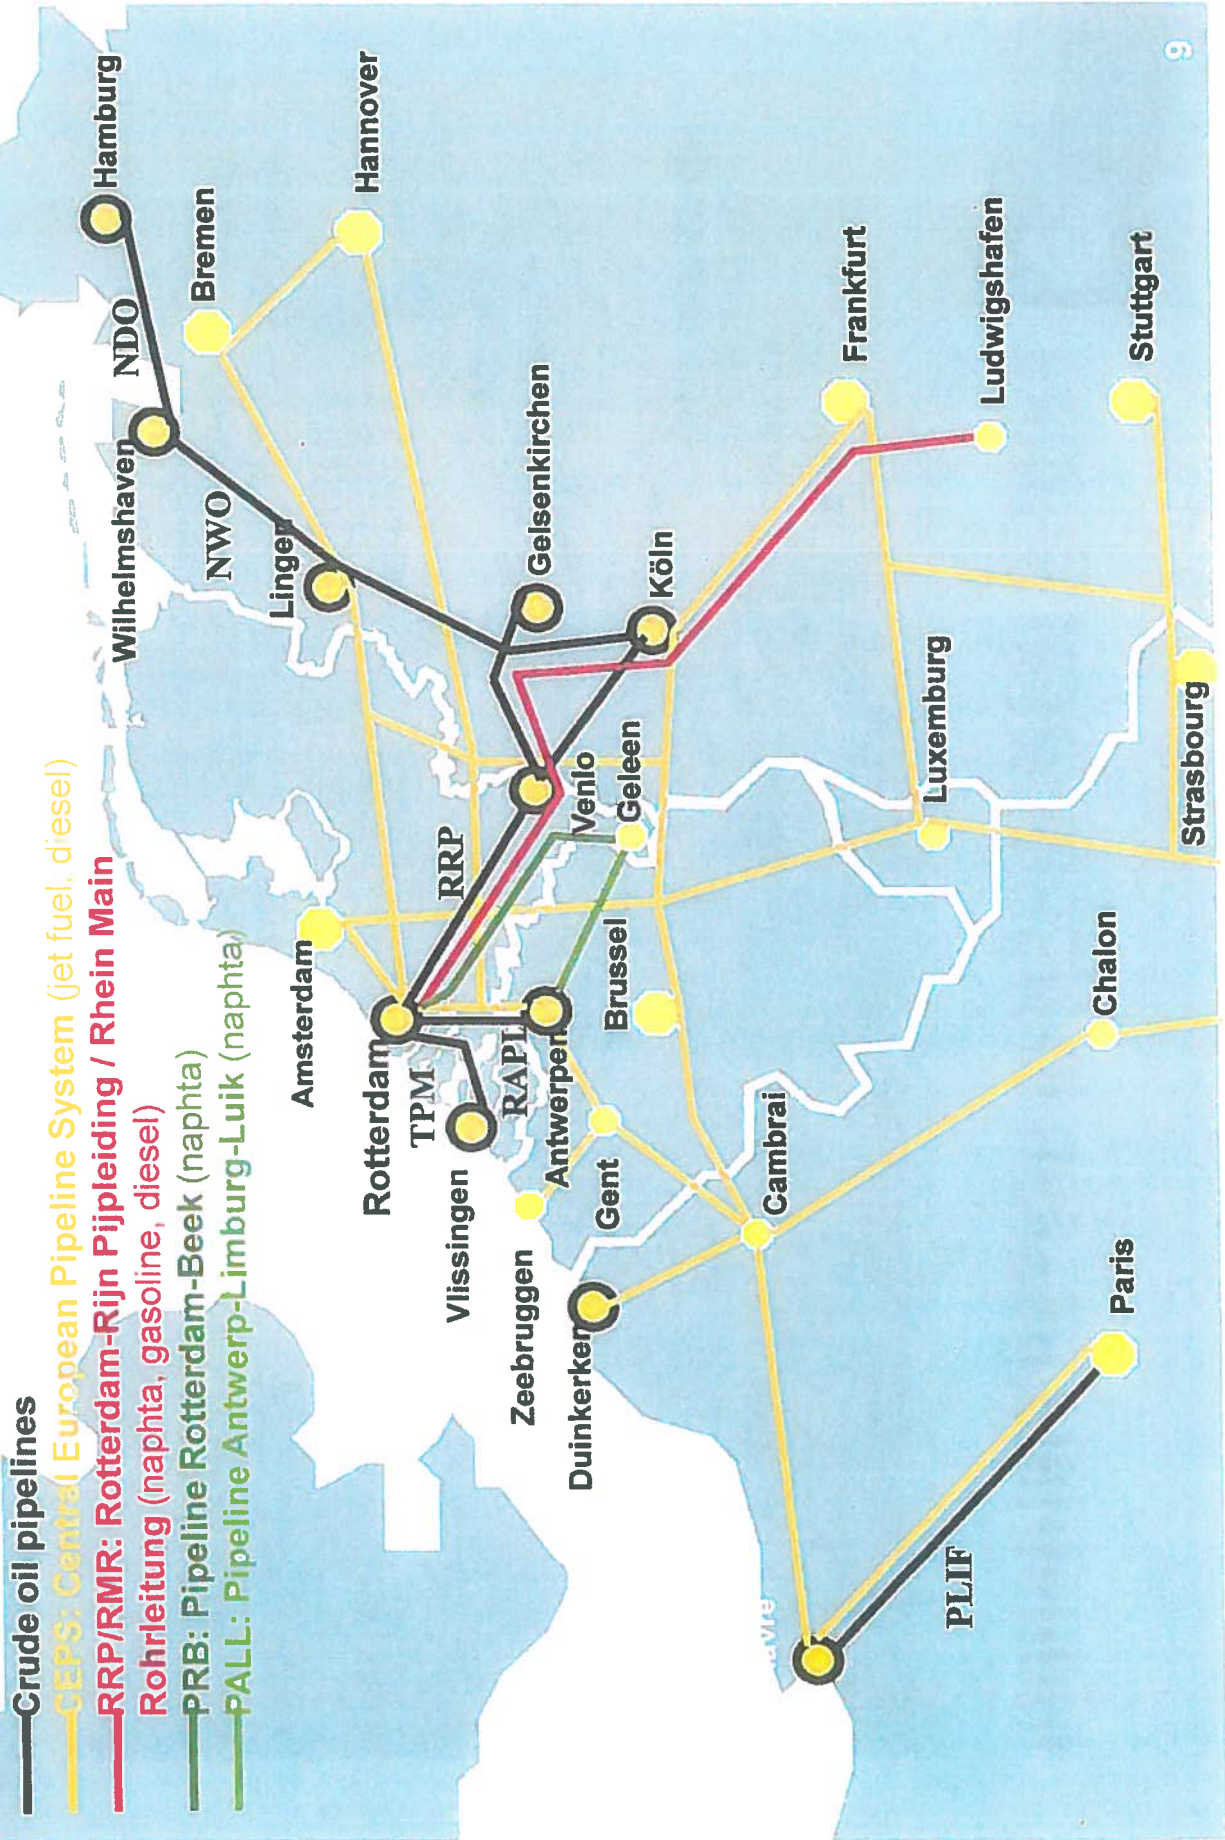 Crude oil pipelines
CEPS: Central European Pipeline System (jet fuel, diesel)
RRP/RMR: Rotterdam-Rijn Pijpleiding / Rhein Main
Rohrleitung (naphta, gasoline, diesel)
PRB: Pipeline Rotterdam-Beek (naphta)
PALL: Pipeline Antwerp-Limburg-Luik (naphta)
Hamburg
NDO
Bremen
Wilhelmshaven
Hannover
NWO
Lingen
Amsterdam
Gelsenkirchen
RRP
Rotterdam
TPM
Venlo
Vlissingen
RAPL
Köln
Antwerpen
Geleen
Zeebruggen
Gent
Brussel
Duinkerken
Frankfurt
Cambrai
Luxemburg
Ludwigshafen
avre
PLIF
Chalon
Paris
Strasbourg
Stuttgart
9